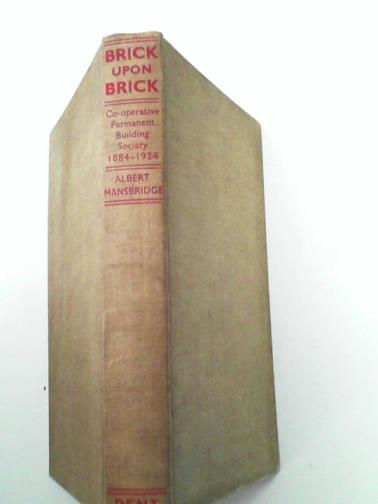 BRICK
UPON
BRICK
Co-operative
Permanent
Building
Society
1884-1934
ALBERT
MANSBRIDGE
DENT